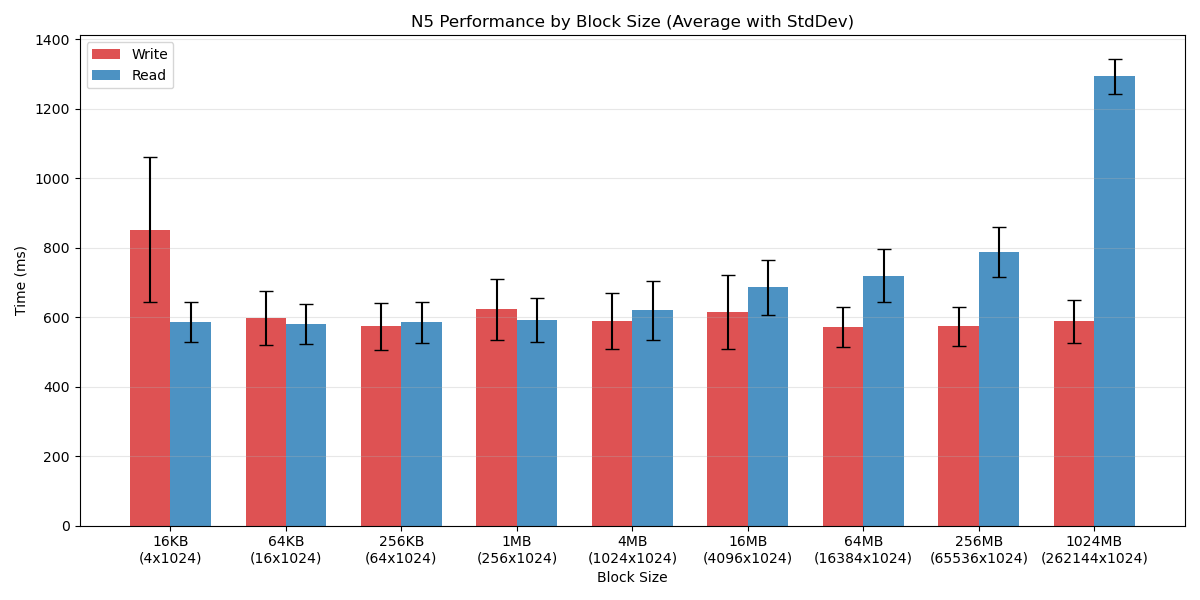 N5 Performance by Block Size (Average with StdDev)
Write
Read
1400
1200
1000
800
600
400
200
0
Time (ms)
16KB
(4x1024)
64KB
(16x1024)
256KB
(64x1024)
1MB
(256x1024)
4MB
(1024x1024)
16MB
(4096x1024)
64MB
(16384x1024)
256MB
(65536x1024)
1024MB
(262144x1024)
Block Size